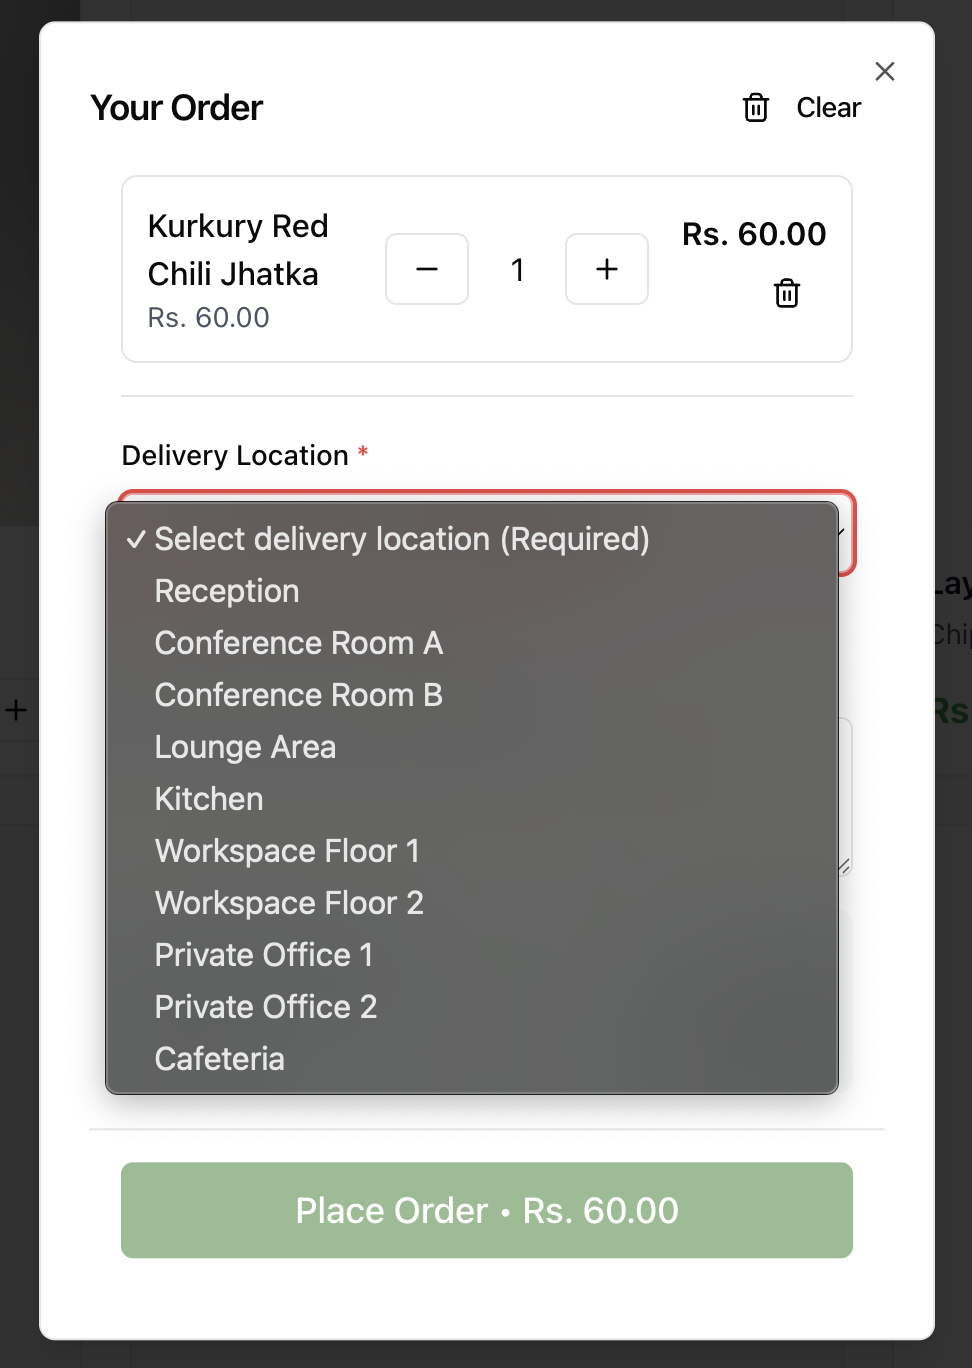 Your Order
Clear
Kurkury Red
Chili Jhatka
Rs. 60.00
1
Rs. 60.00
Delivery Location *
Select delivery location (Required)
Reception
Conference Room A
Conference Room B
Lounge Area
Kitchen
Workspace Floor 1
Workspace Floor 2
Private Office 1
Private Office 2
Cafeteria
Place Order • Rs. 60.00
Rs